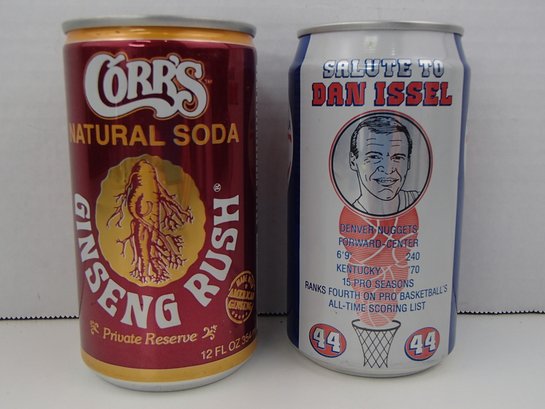 CORR'S
NATURAL SODA
GINSENG RUSH®
Private Reserve
12 FL OZ
SALUTE TO
DAN ISSEL
DENVER NUGGETS
FORWARD-CENTER
6'9" 240
KENTUCKY '70
15 PRO SEASONS
RANKS FOURTH ON PRO BASKETBALL'S
ALL-TIME SCORING LIST
44 44